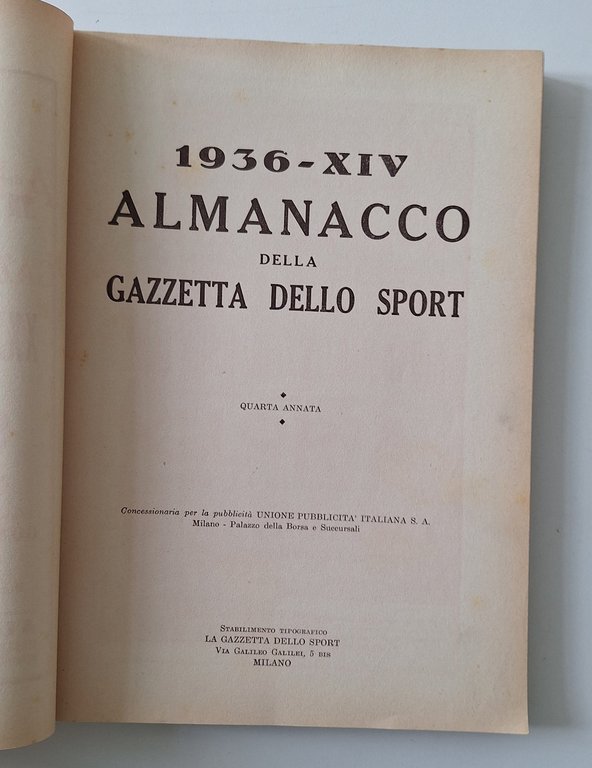 1936-XIV
ALMANACCO
DELLA
GAZZETTA DELLO SPORT
QUARTA ANNATA
Concessionaria per la pubblicità UNIONE PUBBLICITA' ITALIANA S. A.
Milano - Palazzo della Borsa e Succursali
STABILIMENTO TIPOGRAFICO
LA GAZZETTA DELLO SPORT
VIA GALILEO GALILEI, 5 BIS
MILANO